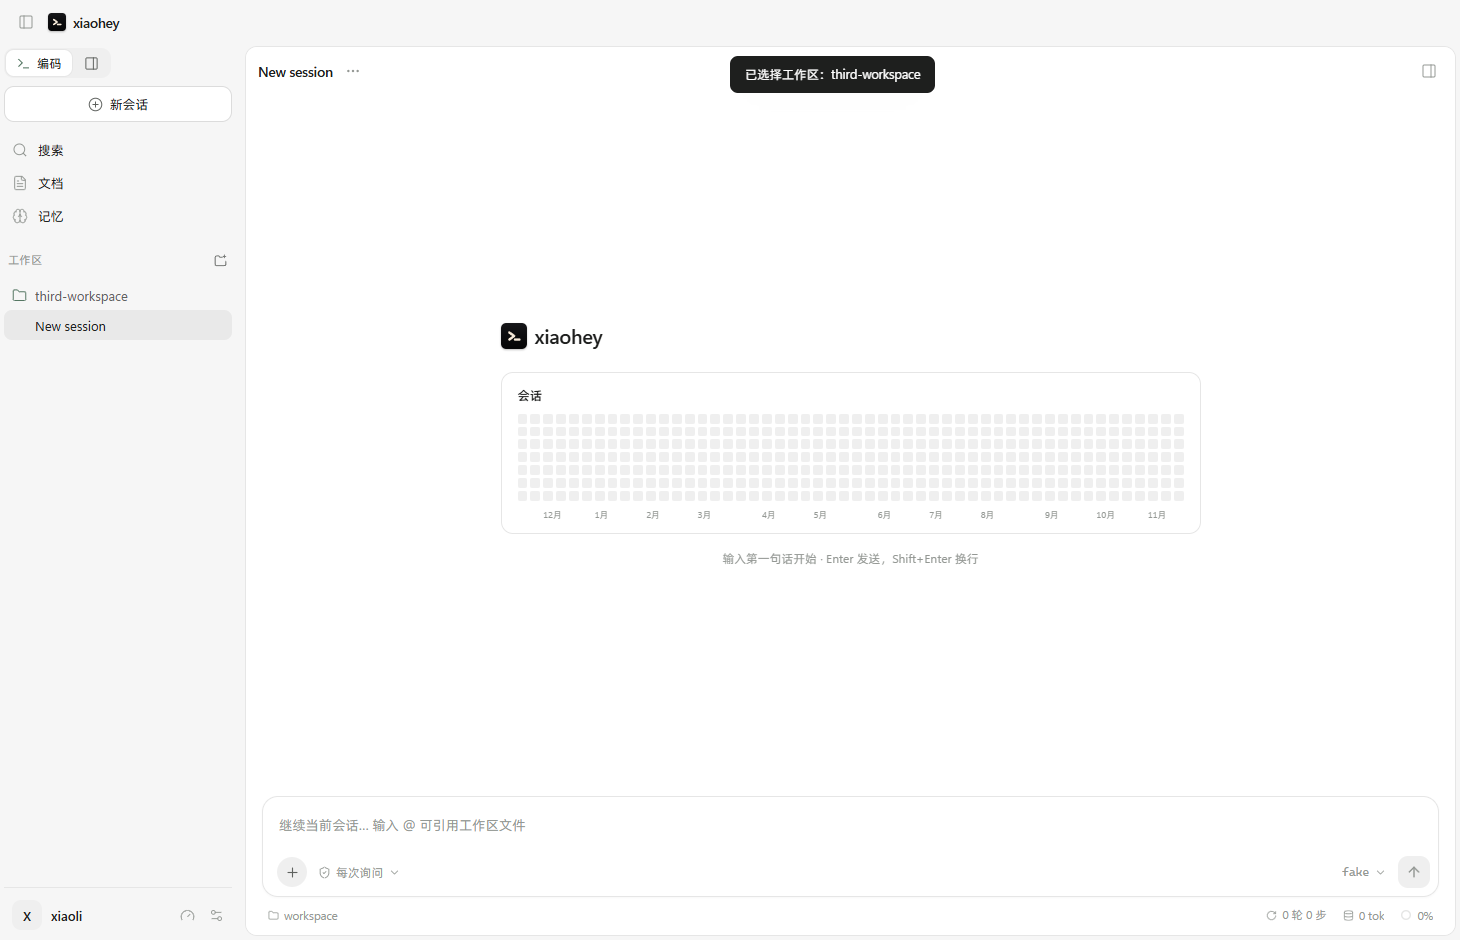 xiaohey
编码
新会话
搜索
文档
记忆
工作区
third-workspace
New session
X xiaoli
New session ···
已选择工作区：third-workspace
xiaohey
会话
12月 1月 2月 3月 4月 5月 6月 7月 8月 9月 10月 11月
输入第一句话开始 · Enter 发送，Shift+Enter 换行
继续当前会话... 输入 @ 可引用工作区文件
每次询问
fake
workspace
0 轮 0 步 0 tok 0%